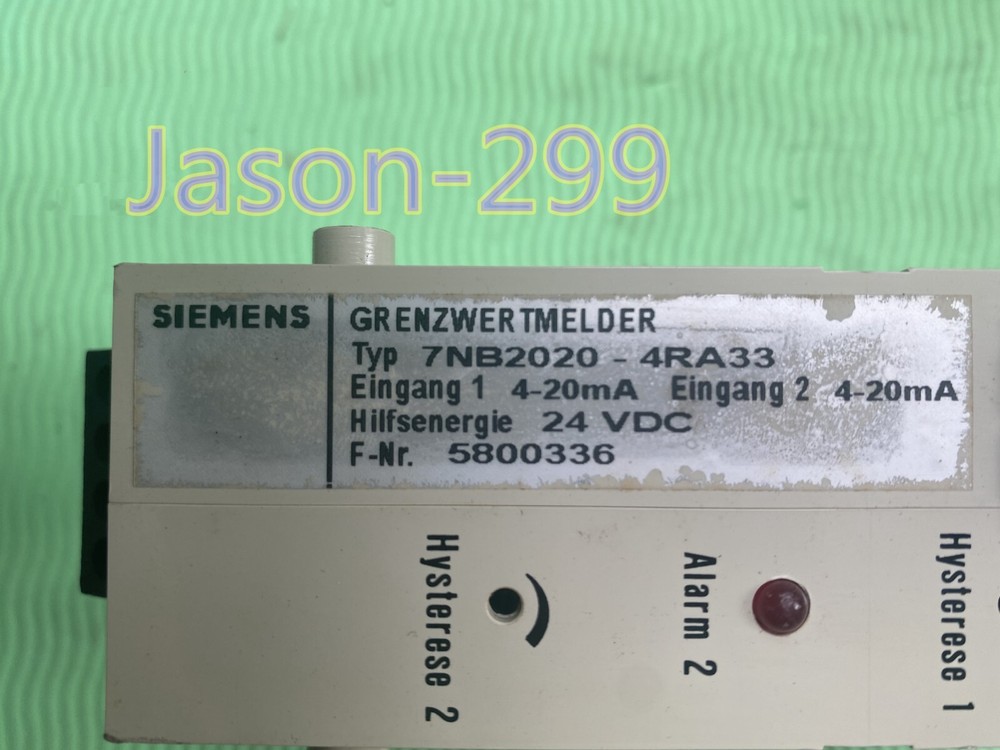 Jason-299
SIEMENS
GRENZWERTMELDER
Typ 7NB2020 - 4RA33
Eingang 1 4-20mA Eingang 2 4-20mA
Hilfsenergie 24 VDC
F-Nr. 5800336
Hysterese 2
Alarm 2
Hysterese 1